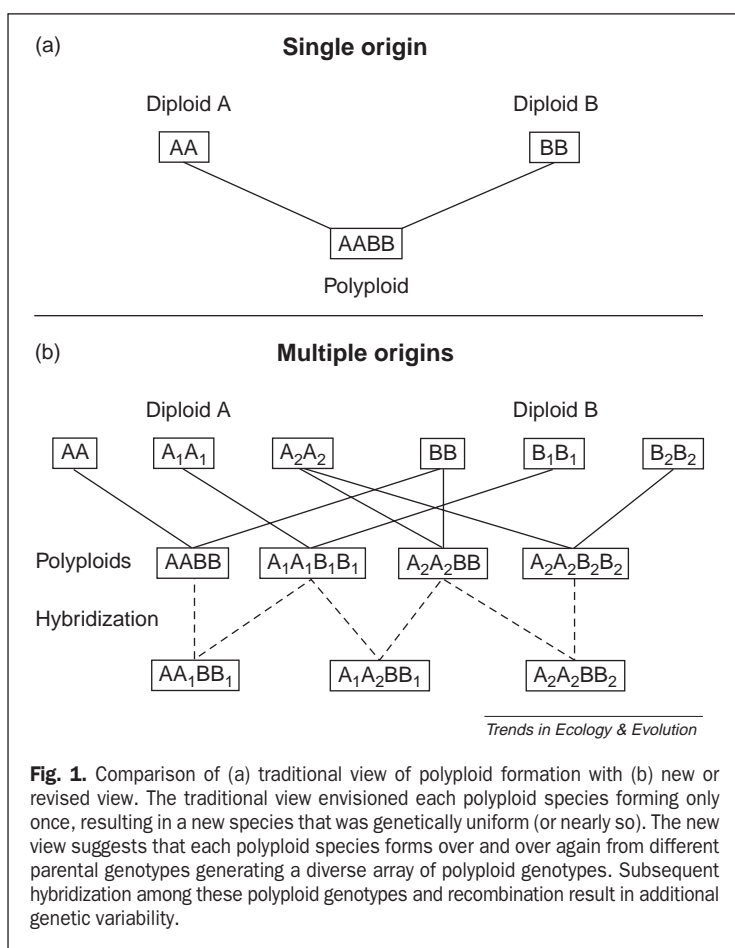 (a) Single origin
Diploid A Diploid B
AA BB
AABB
Polyploid
(b) Multiple origins
Diploid A Diploid B
AA A₁A₁ A₂A₂ BB B₁B₁ B₂B₂
Polyploids AABB A₁A₁B₁B₁ A₂A₂BB A₂A₂B₂B₂
Hybridization
AA₁BB₁ A₁A₂BB₁ A₂A₂BB₂
Trends in Ecology & Evolution
Fig. 1. Comparison of (a) traditional view of polyploid formation with (b) new or
revised view. The traditional view envisioned each polyploid species forming only
once, resulting in a new species that was genetically uniform (or nearly so). The new
view suggests that each polyploid species forms over and over again from different
parental genotypes generating a diverse array of polyploid genotypes. Subsequent
hybridization among these polyploid genotypes and recombination result in additional
genetic variability.